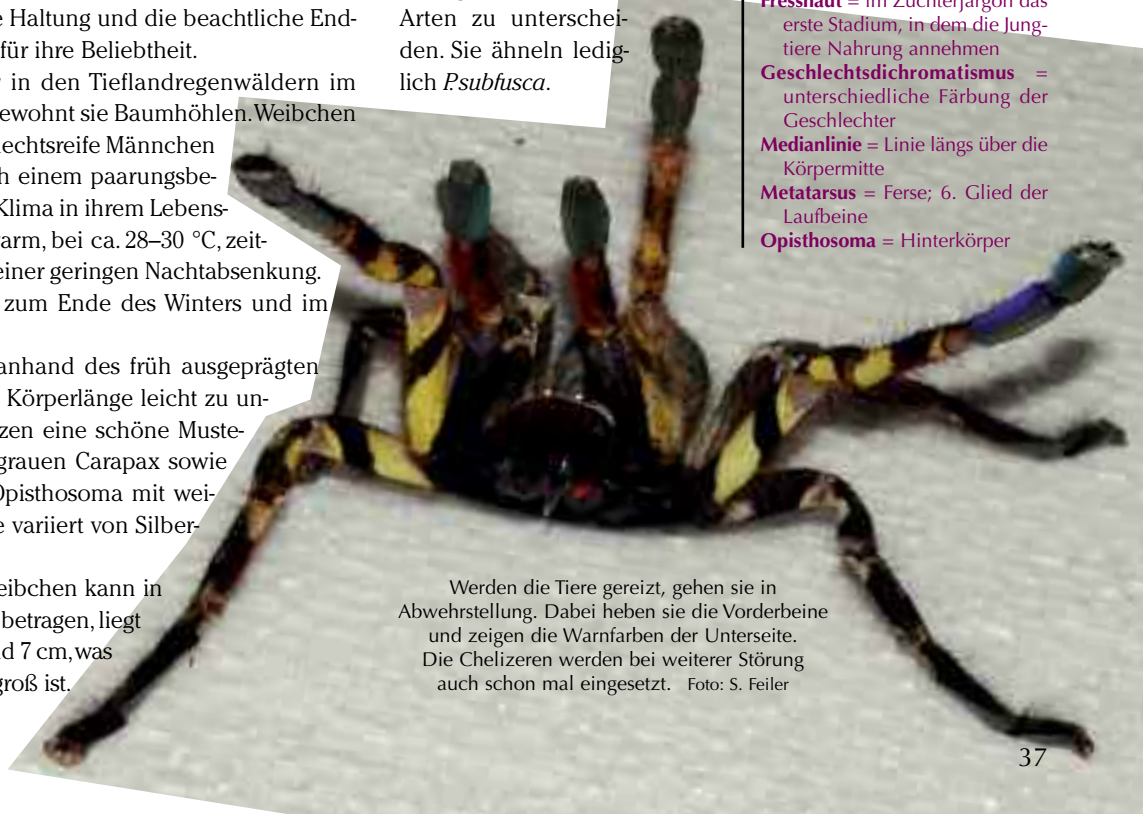 e Haltung und die beachtliche End-
für ihre Beliebtheit.
in den Tieflandregenwäldern im
ewohnt sie Baumhöhlen. Weibchen
echtsreife Männchen
h einem paarungsbe-
Klima in ihrem Lebens-
arm, bei ca. 28–30 °C, zeit-
einer geringen Nachtabsenkung.
zum Ende des Winters und im
anhand des früh ausgeprägten
Körperlänge leicht zu un-
zen eine schöne Muste-
grauen Carapax sowie
Opisthosoma mit wei-
e variiert von Silber-
eibchen kann in
betragen, liegt
d 7 cm, was
groß ist.
Arten zu unterschei-
den. Sie ähneln ledig-
lich P. subfusca.
Fresshaut = im Züchterjargon das
erste Stadium, in dem die Jung-
tiere Nahrung annehmen
Geschlechtsdichromatismus =
unterschiedliche Färbung der
Geschlechter
Medianlinie = Linie längs über die
Körpermitte
Metatarsus = Ferse; 6. Glied der
Laufbeine
Opisthosoma = Hinterkörper
Werden die Tiere gereizt, gehen sie in
Abwehrstellung. Dabei heben sie die Vorderbeine
und zeigen die Warnfarben der Unterseite.
Die Chelizeren werden bei weiterer Störung
auch schon mal eingesetzt. Foto: S. Feiler
37